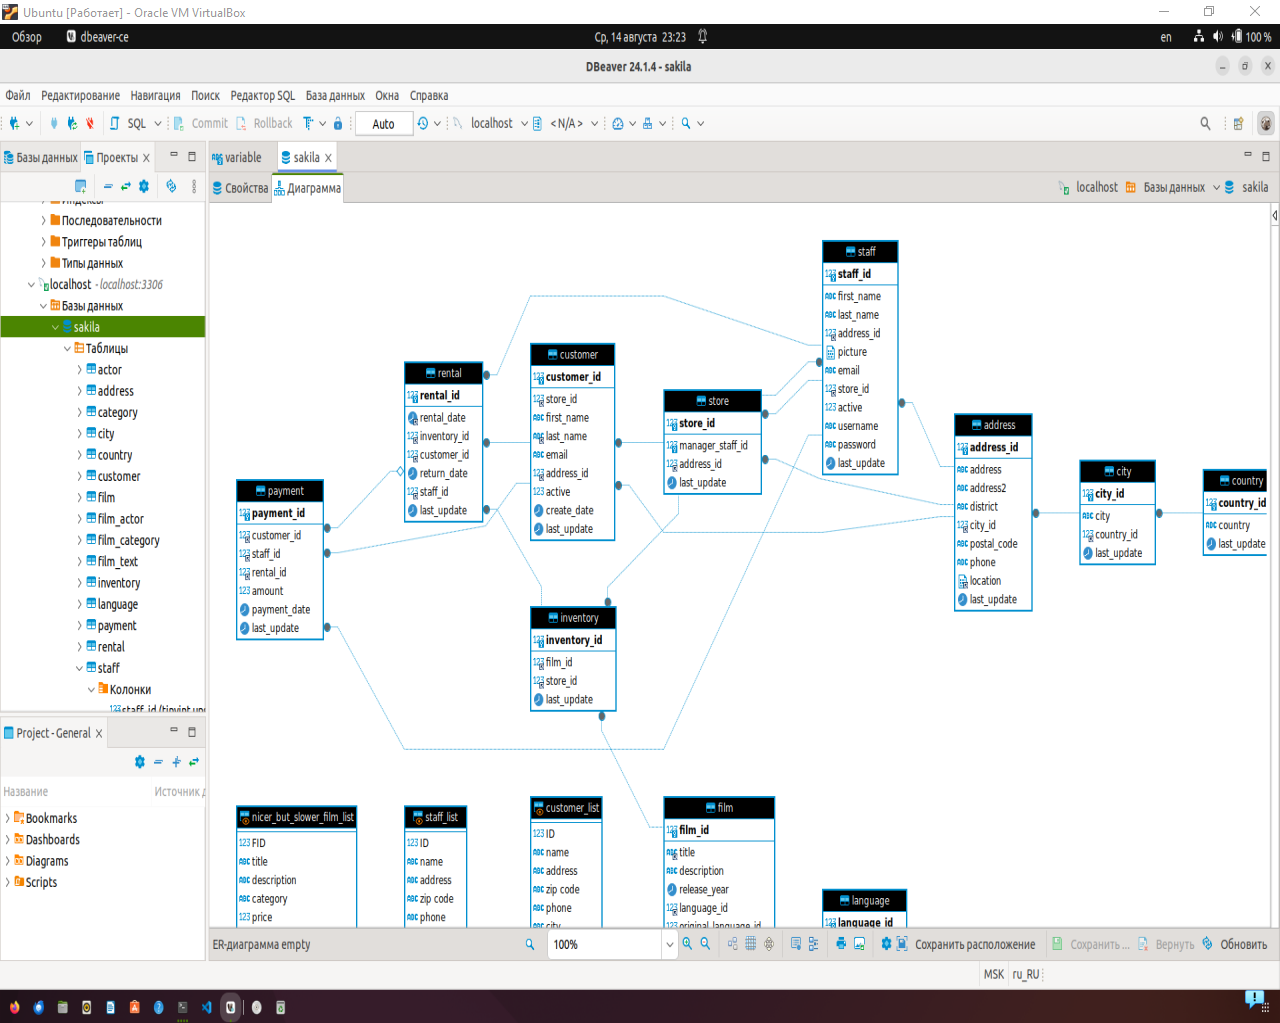 Ubuntu [Работает] - Oracle VM VirtualBox
Обзор
dbeaver-ce
Ср, 14 августа 23:23
en
100 %
DBeaver 24.1.4 - sakila
Файл Редактирование Навигация Поиск Редактор SQL База данных Окна Справка
SQL Commit Rollback Auto localhost < N/A >
Базы данных
Проекты
Индексы
Последовательности
Триггеры таблиц
Типы данных
localhost - localhost:3306
Базы данных
sakila
Таблицы
actor
address
category
city
country
customer
film
film_actor
film_category
film_text
inventory
language
payment
rental
staff
Колонки
Project - General
Название Источник д
Bookmarks
Dashboards
Diagrams
Scripts
variable
sakila
Свойства
Диаграмма
localhost Базы данных sakila
staff
staff_id
first_name
last_name
address_id
picture
email
store_id
active
username
password
last_update
customer
customer_id
store_id
first_name
last_name
email
address_id
active
create_date
last_update
rental
rental_id
rental_date
inventory_id
customer_id
return_date
staff_id
last_update
store
store_id
manager_staff_id
address_id
last_update
address
address_id
address
address2
district
city_id
postal_code
phone
location
last_update
city
city_id
city
country_id
last_update
country
country_id
country
last_update
payment
payment_id
customer_id
staff_id
rental_id
amount
payment_date
last_update
inventory
inventory_id
film_id
store_id
last_update
nicer_but_slower_film_list
FID
title
description
category
price
staff_list
ID
name
address
zip code
phone
customer_list
ID
name
address
zip code
phone
city
film
film_id
title
description
release_year
language_id
original_language_id
language
language_id
ER-диаграмма empty
100%
Сохранить расположение
Сохранить ...
Вернуть
Обновить
MSK ru_RU